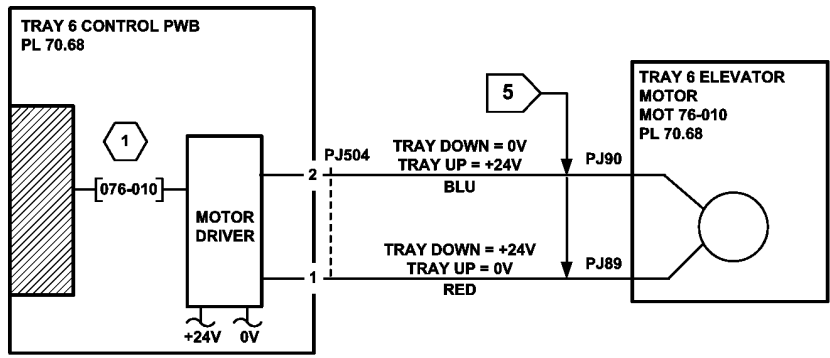 TRAY 6 CONTROL PWB
PL 70.68
1
[076-010]
MOTOR
DRIVER
+24V 0V
PJ504
2
1
TRAY DOWN = 0V
TRAY UP = +24V
BLU
TRAY DOWN = +24V
TRAY UP = 0V
RED
5
PJ90
PJ89
TRAY 6 ELEVATOR
MOTOR
MOT 76-010
PL 70.68